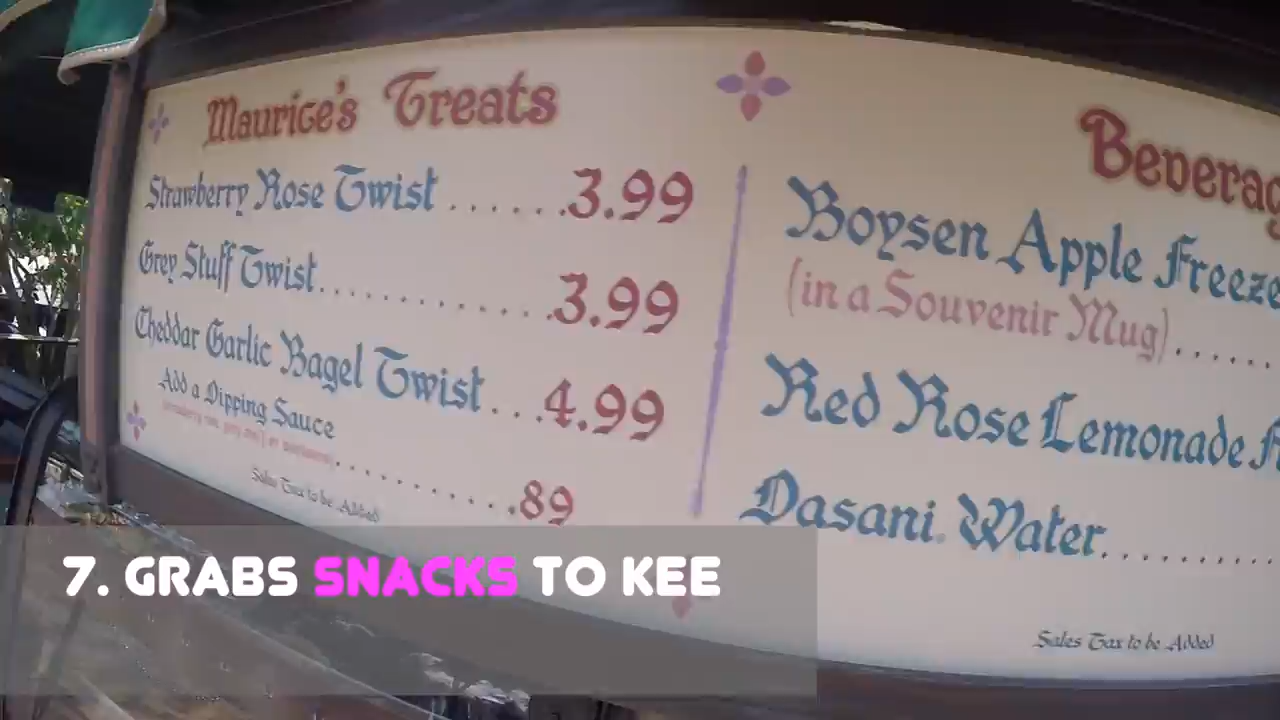 Maurice's Treats
Strawberry Rose Twist ......3.99
Grey Stuff Twist............3.99
Cheddar Garlic Bagel Twist...4.99
Add a Dipping Sauce
...........89
Sales Tax to be Added
Beverag
Boysen Apple Freeze
(in a Souvenir Mug)......
Red Rose Lemonade
Dasani Water..........
Sales Tax to be Added
7. GRABS SNACKS TO KEE